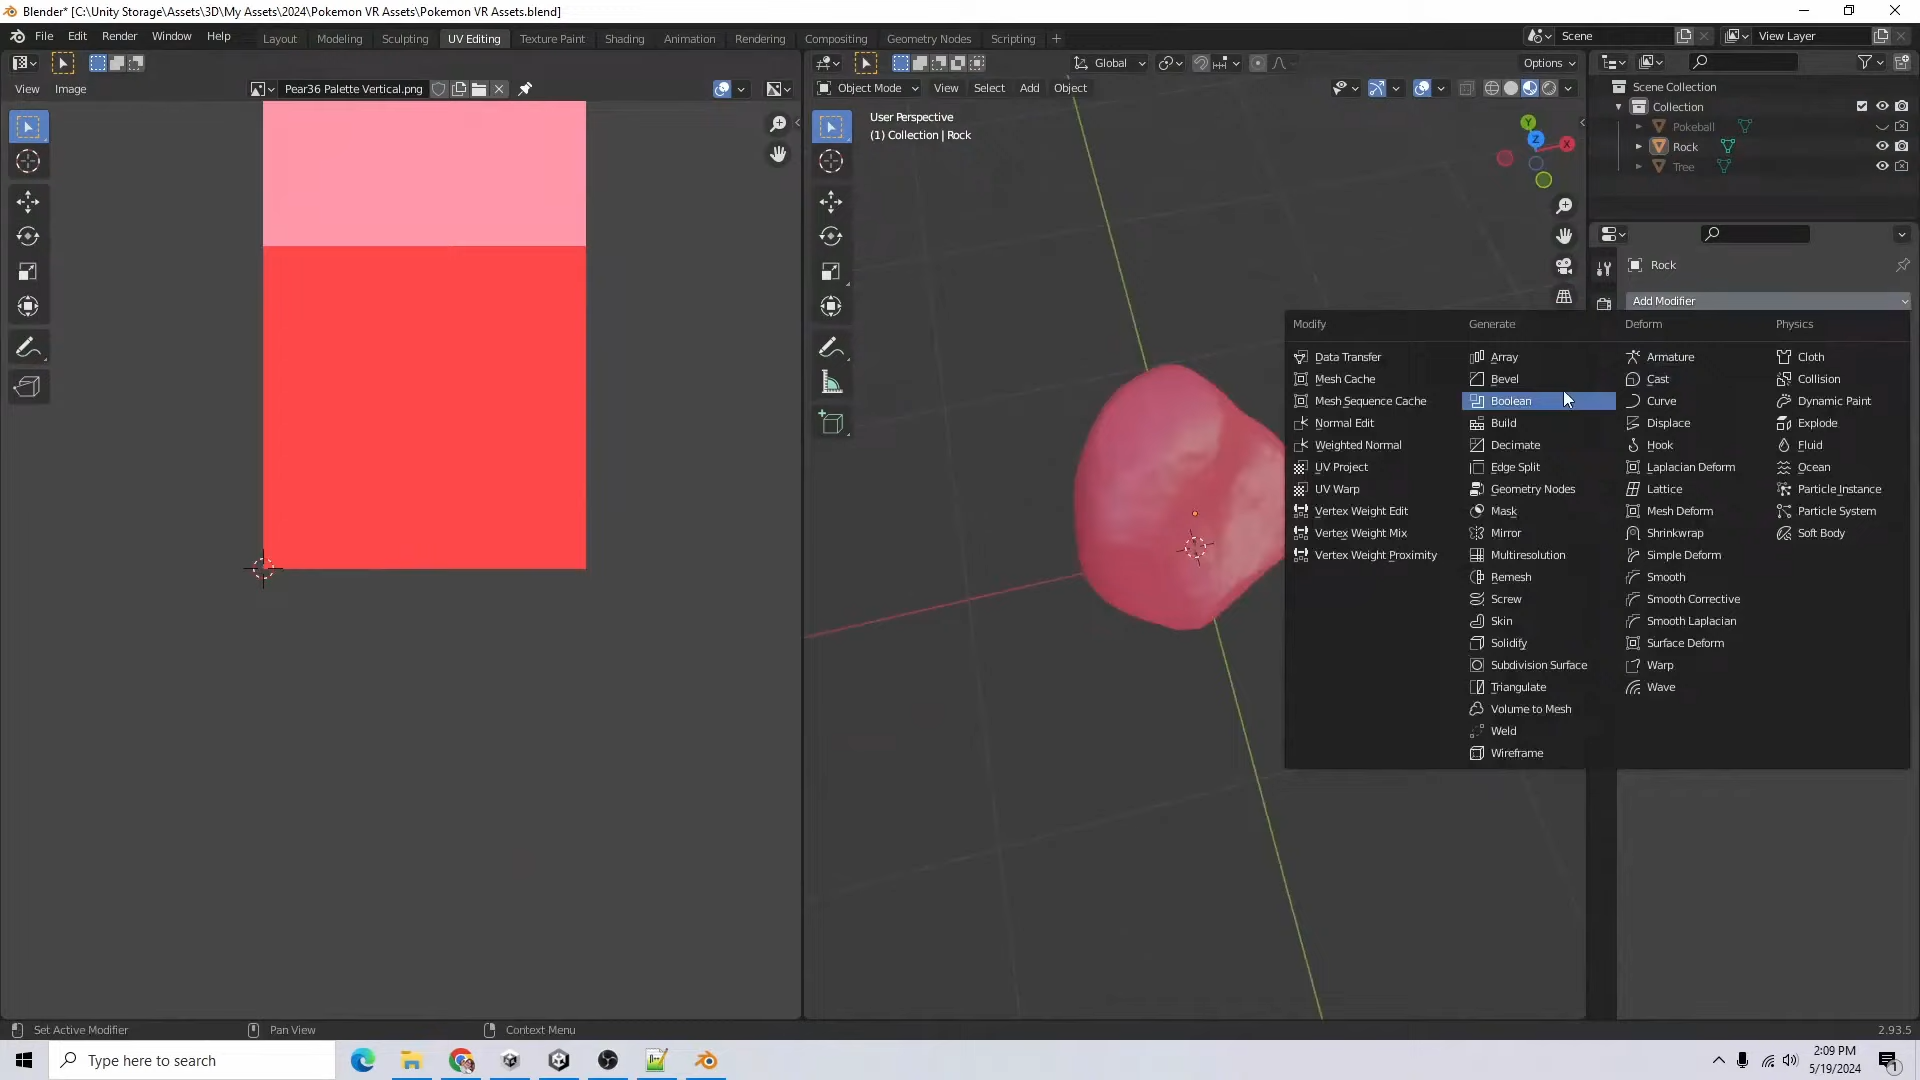 Blender* [C:\Unity Storage\Assets\3D\My Assets\2024\Pokemon VR Assets\Pokemon VR Assets.blend]
File Edit Render Window Help
Layout Modeling Sculpting UV Editing Texture Paint Shading Animation Rendering Compositing Geometry Nodes Scripting +
Scene
View Layer
Global
Options
View Image
Pear36 Palette Vertical.png
Object Mode View Select Add Object
User Perspective
(1) Collection | Rock
Y
Z
X
Scene Collection
Collection
Pokeball
Rock
Tree
Rock
Add Modifier
Modify
Data Transfer
Mesh Cache
Mesh Sequence Cache
Normal Edit
Weighted Normal
UV Project
UV Warp
Vertex Weight Edit
Vertex Weight Mix
Vertex Weight Proximity
Generate
Array
Bevel
Boolean
Build
Decimate
Edge Split
Geometry Nodes
Mask
Mirror
Multiresolution
Remesh
Screw
Skin
Solidify
Subdivision Surface
Triangulate
Volume to Mesh
Weld
Wireframe
Deform
Armature
Cast
Curve
Displace
Hook
Laplacian Deform
Lattice
Mesh Deform
Shrinkwrap
Simple Deform
Smooth
Smooth Corrective
Smooth Laplacian
Surface Deform
Warp
Wave
Physics
Cloth
Collision
Dynamic Paint
Explode
Fluid
Ocean
Particle Instance
Particle System
Soft Body
Set Active Modifier
Pan View
Context Menu
2.93.5
Type here to search
2:09 PM
5/19/2024
1